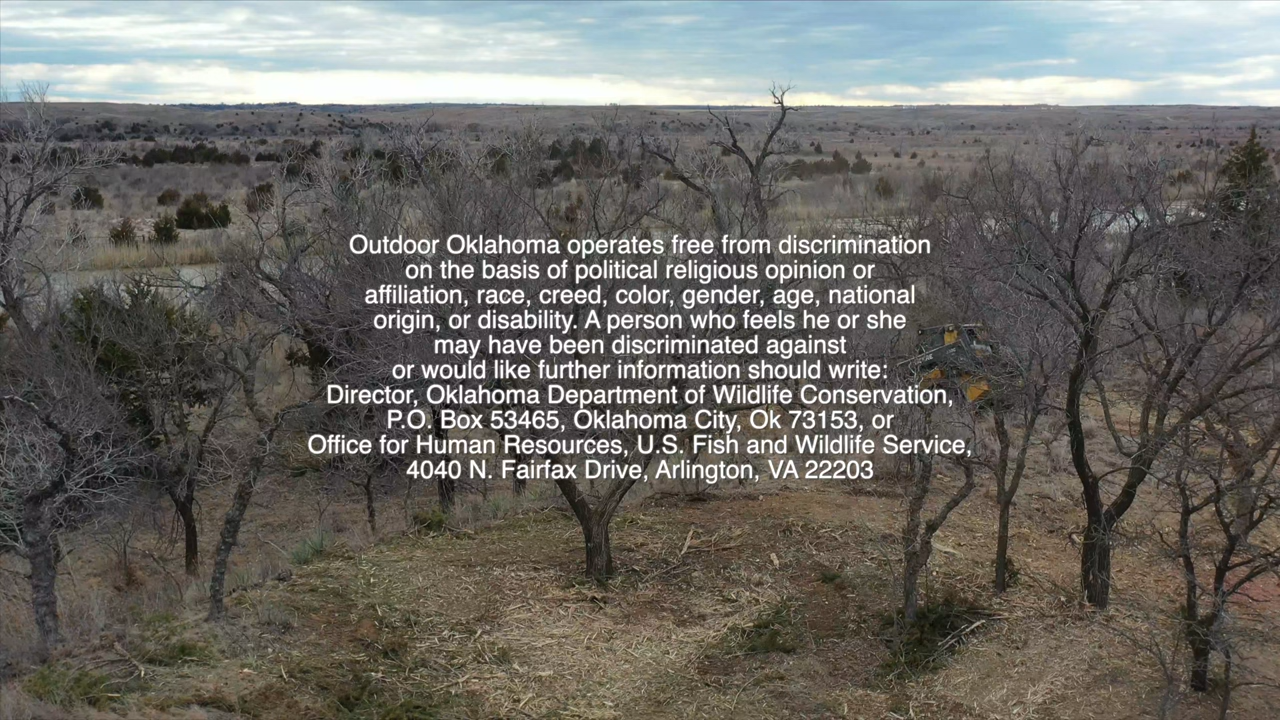 Outdoor Oklahoma operates free from discrimination
on the basis of political religious opinion or
affiliation, race, creed, color, gender, age, national
origin, or disability. A person who feels he or she
may have been discriminated against
or would like further information should write:
Director, Oklahoma Department of Wildlife Conservation,
P.O. Box 53465, Oklahoma City, Ok 73153, or
Office for Human Resources, U.S. Fish and Wildlife Service,
4040 N. Fairfax Drive, Arlington, VA 22203